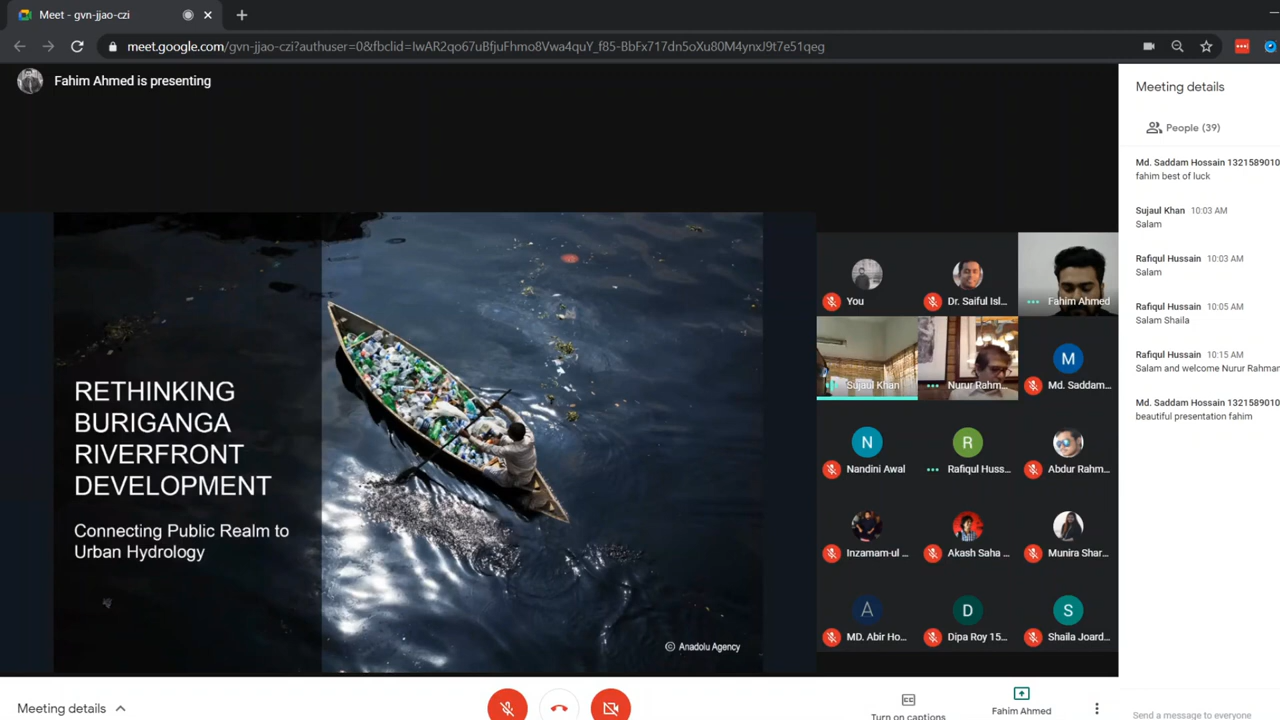 Meet - gvn-jjao-czi
meet.google.com/gvn-jjao-czi?authuser=0&fbclid=IwAR2qo67uBfjuFhmo8Vwa4quY_f85-BbFx717dn5oXu80M4ynxJ9t7e51qeg
Fahim Ahmed is presenting
RETHINKING
BURIGANGA
RIVERFRONT
DEVELOPMENT
Connecting Public Realm to
Urban Hydrology
© Anadolu Agency
You
Dr. Saiful Isl...
Fahim Ahmed
Sujaul Khan
Nurur Rahm...
M
Md. Saddam...
N
Nandini Awal
R
Rafiqul Huss...
Abdur Rahm...
Inzamam-ul ...
Akash Saha ...
Munira Shar...
A
MD. Abir Ho...
D
Dipa Roy 15...
S
Shaila Joard...
Meeting details
People (39)
Md. Saddam Hossain 1321589010
fahim best of luck
Sujaul Khan 10:03 AM
Salam
Rafiqul Hussain 10:03 AM
Salam
Rafiqul Hussain 10:05 AM
Salam Shaila
Rafiqul Hussain 10:15 AM
Salam and welcome Nurur Rahman
Md. Saddam Hossain 1321589010
beautiful presentation fahim
Send a message to everyone
Meeting details
CC
Turn on captions
Fahim Ahmed